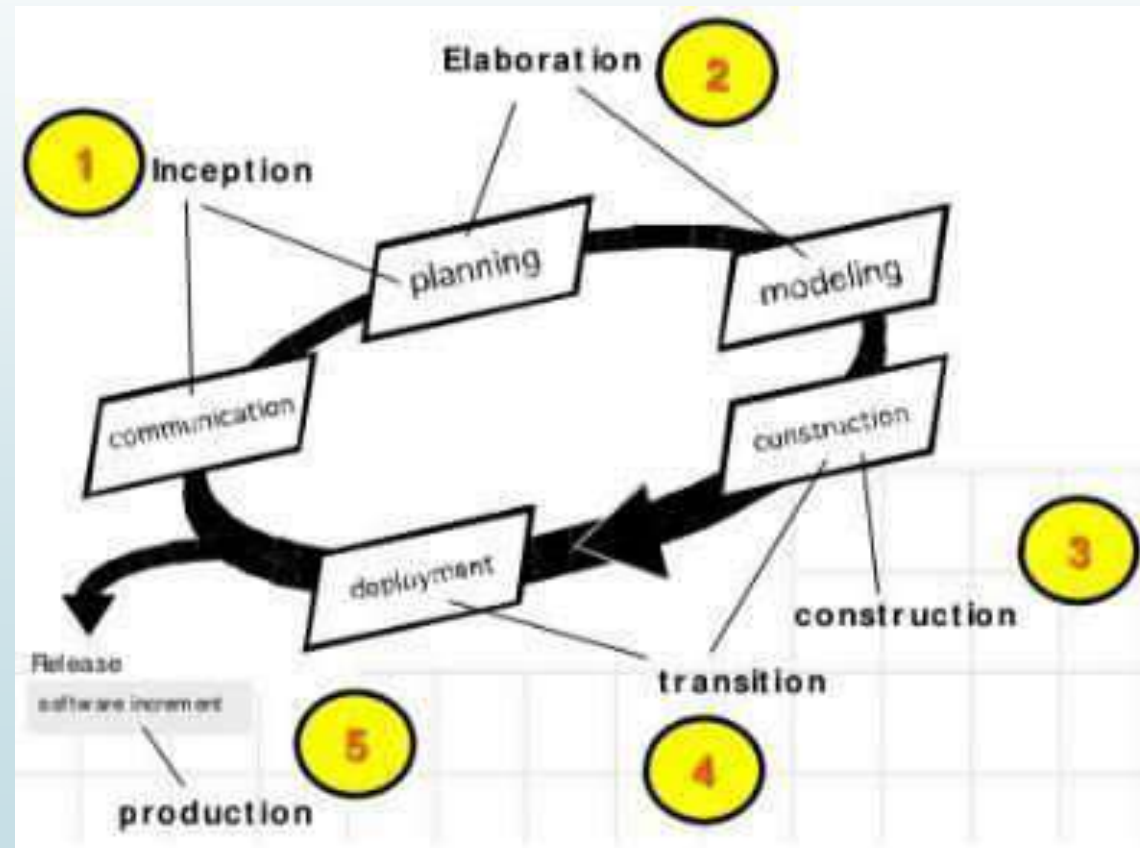 Elaboration
2
1
Inception
planning
modeling
communication
construction
deployment
3
construction
transition
4
Release
software increment
5
production